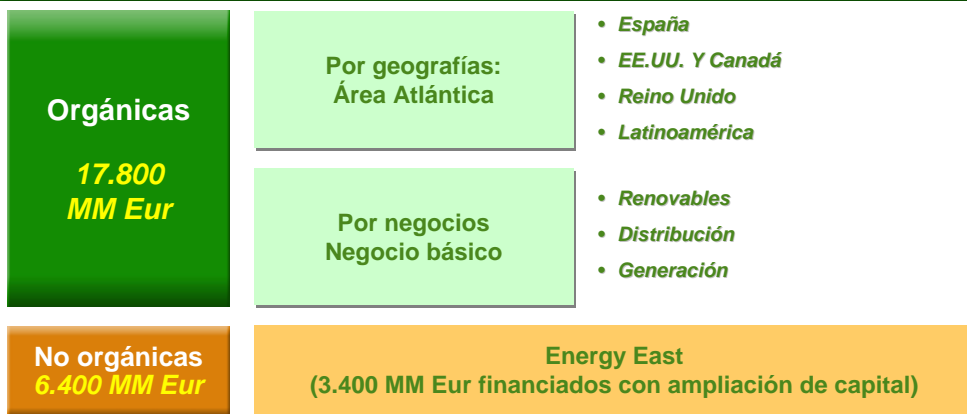 Orgánicas
17.800
MM Eur
Por geografías:
Área Atlántica
• España
• EE.UU. Y Canadá
• Reino Unido
• Latinoamérica
Por negocios
Negocio básico
• Renovables
• Distribución
• Generación
No orgánicas
6.400 MM Eur
Energy East
(3.400 MM Eur financiados con ampliación de capital)